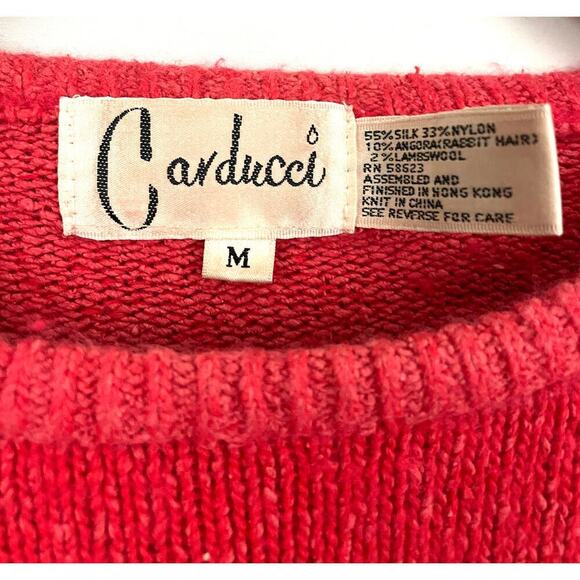 Carducci
M
55% SILK 33% NYLON
10% ANGORA(RABBIT HAIR)
2% LAMBSWOOL
RN 58523
ASSEMBLED AND
FINISHED IN HONG KONG
KNIT IN CHINA
SEE REVERSE FOR CARE